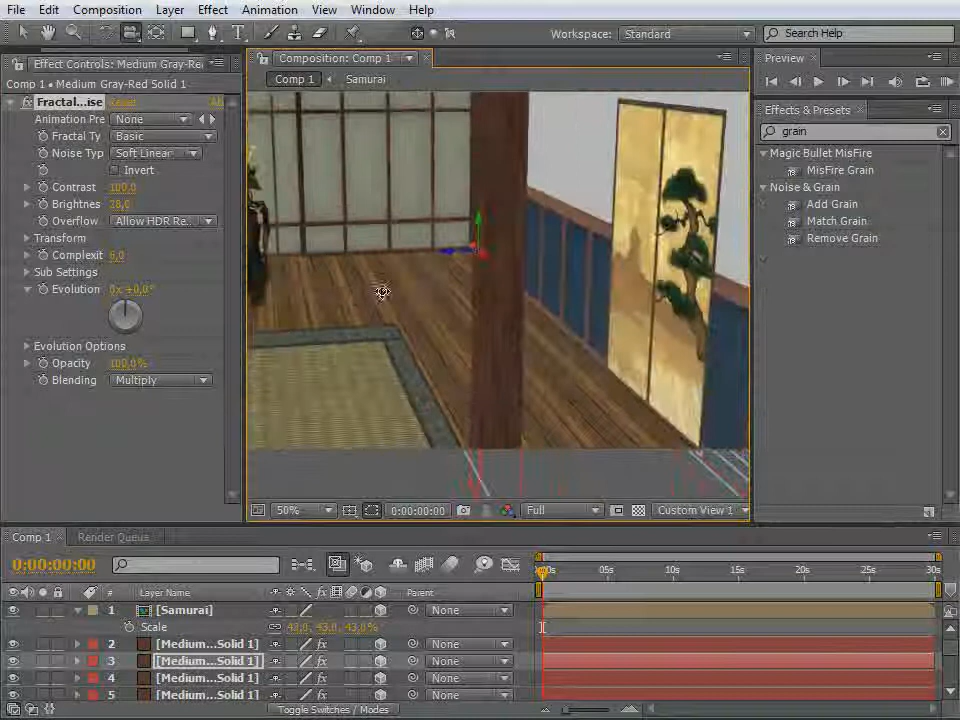 File Edit Composition Layer Effect Animation View Window Help
Workspace: Standard Search Help
Effect Controls: Medium Gray-Re
Comp 1 • Medium Gray-Red Solid 1
Fractal...ise Reset Ab
Animation Pre None
Fractal Ty Basic
Noise Typ Soft Linear
Invert
Contrast 100,0
Brightnes 28,0
Overflow Allow HDR Re...
Transform
Complexit 6,0
Sub Settings
Evolution 0x +0,0°
Evolution Options
Opacity 100,0%
Blending Multiply
Composition: Comp 1
Comp 1 Samurai
50% 0:00:00:00 Full Custom View 1
Preview
Effects & Presets
grain
Magic Bullet MisFire
MisFire Grain
Noise & Grain
Add Grain
Match Grain
Remove Grain
Comp 1 Render Queue
0:00:00:00
05s 10s 15s 20s 25s 30s
# Layer Name Parent
1 [Samurai] None
Scale 43,0, 43,0, 43,0%
2 [Medium...Solid 1] None
3 [Medium...Solid 1] None
4 [Medium...Solid 1] None
5 [Medium...Solid 1] None
Toggle Switches / Modes